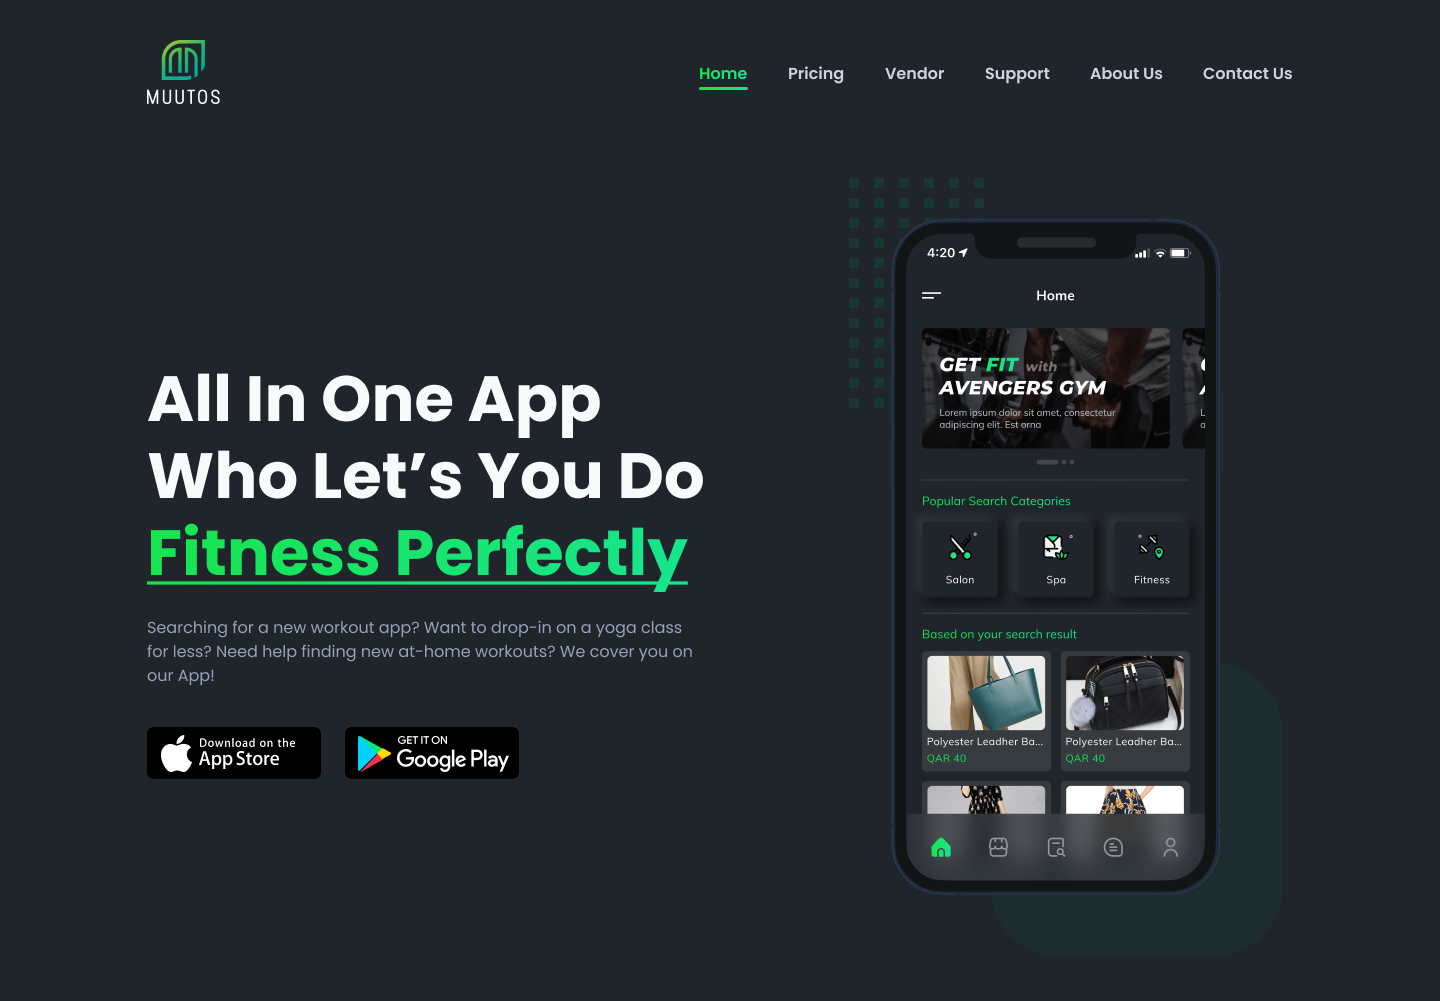 MUUTOS
Home
Pricing
Vendor
Support
About Us
Contact Us
All In One App
Who Let’s You Do
Fitness Perfectly
Searching for a new workout app? Want to drop-in on a yoga class
for less? Need help finding new at-home workouts? We cover you on
our App!
Download on the
App Store
GET IT ON
Google Play
4:20
Home
GET FIT with
AVENGERS GYM
Lorem ipsum dolor sit amet, consectetur
adipiscing elit. Est orna
Popular Search Categories
Salon
Spa
Fitness
Based on your search result
Polyester Leadher Ba...
QAR 40
Polyester Leadher Ba...
QAR 40